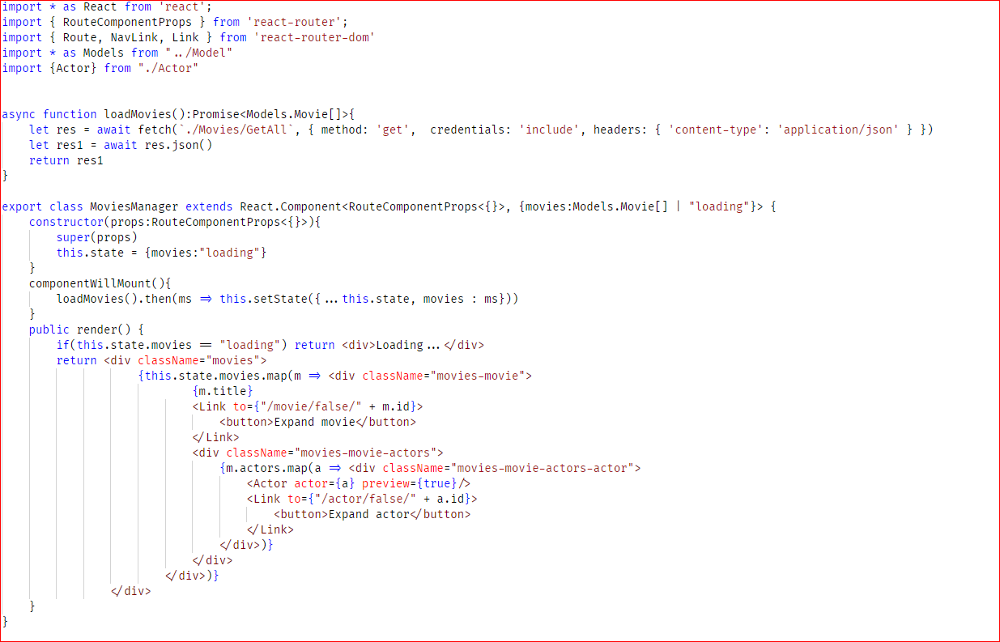 import * as React from 'react';
import { RouteComponentProps } from 'react-router';
import { Route, NavLink, Link } from 'react-router-dom'
import * as Models from "../Model"
import {Actor} from "./Actor"


async function loadMovies():Promise<Models.Movie[]>{
    let res = await fetch(`./Movies/GetAll`, { method: 'get',  credentials: 'include', headers: { 'content-type': 'application/json' } })
    let res1 = await res.json()
    return res1
}

export class MoviesManager extends React.Component<RouteComponentProps<{}>, {movies:Models.Movie[] | "loading"}> {
    constructor(props:RouteComponentProps<{}>){
        super(props)
        this.state = {movies:"loading"}
    }
    componentWillMount(){
        loadMovies().then(ms => this.setState({...this.state, movies : ms}))
    }
    public render() {
        if(this.state.movies == "loading") return <div>Loading...</div>
        return <div className="movies">
                    {this.state.movies.map(m => <div className="movies-movie">
                            {m.title}
                            <Link to={"/movie/false/" + m.id}>
                                <button>Expand movie</button>
                            </Link>
                            <div className="movies-movie-actors">
                                {m.actors.map(a => <div className="movies-movie-actors-actor">
                                    <Actor actor={a} preview={true}/>
                                    <Link to={"/actor/false/" + a.id}>
                                        <button>Expand actor</button>
                                    </Link>
                                </div>)}
                            </div>
                        </div>)}
                </div>
    }
}